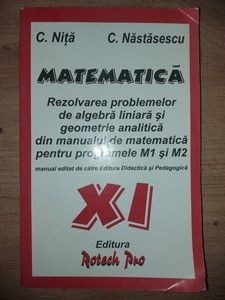 C. Niță C. Năstăsescu
MATEMATICĂ
Rezolvarea problemelor
de algebră liniară și
geometrie analitică
din manualul de matematică
pentru programele M1 și M2
manual editat de către Editura Didactică și Pedagogică
XI
Editura
Rotech Pro